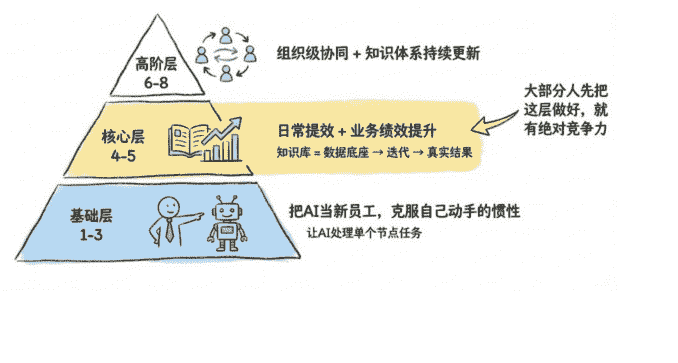 高阶层
6-8
组织级协同 + 知识体系持续更新
大部分人先把
这层做好，就
有绝对竞争力
核心层
4-5
日常提效 + 业务绩效提升
知识库 = 数据底座 → 迭代 → 真实结果
基础层
1-3
把AI当新员工，克服自己动手的惯性
让AI处理单个节点任务